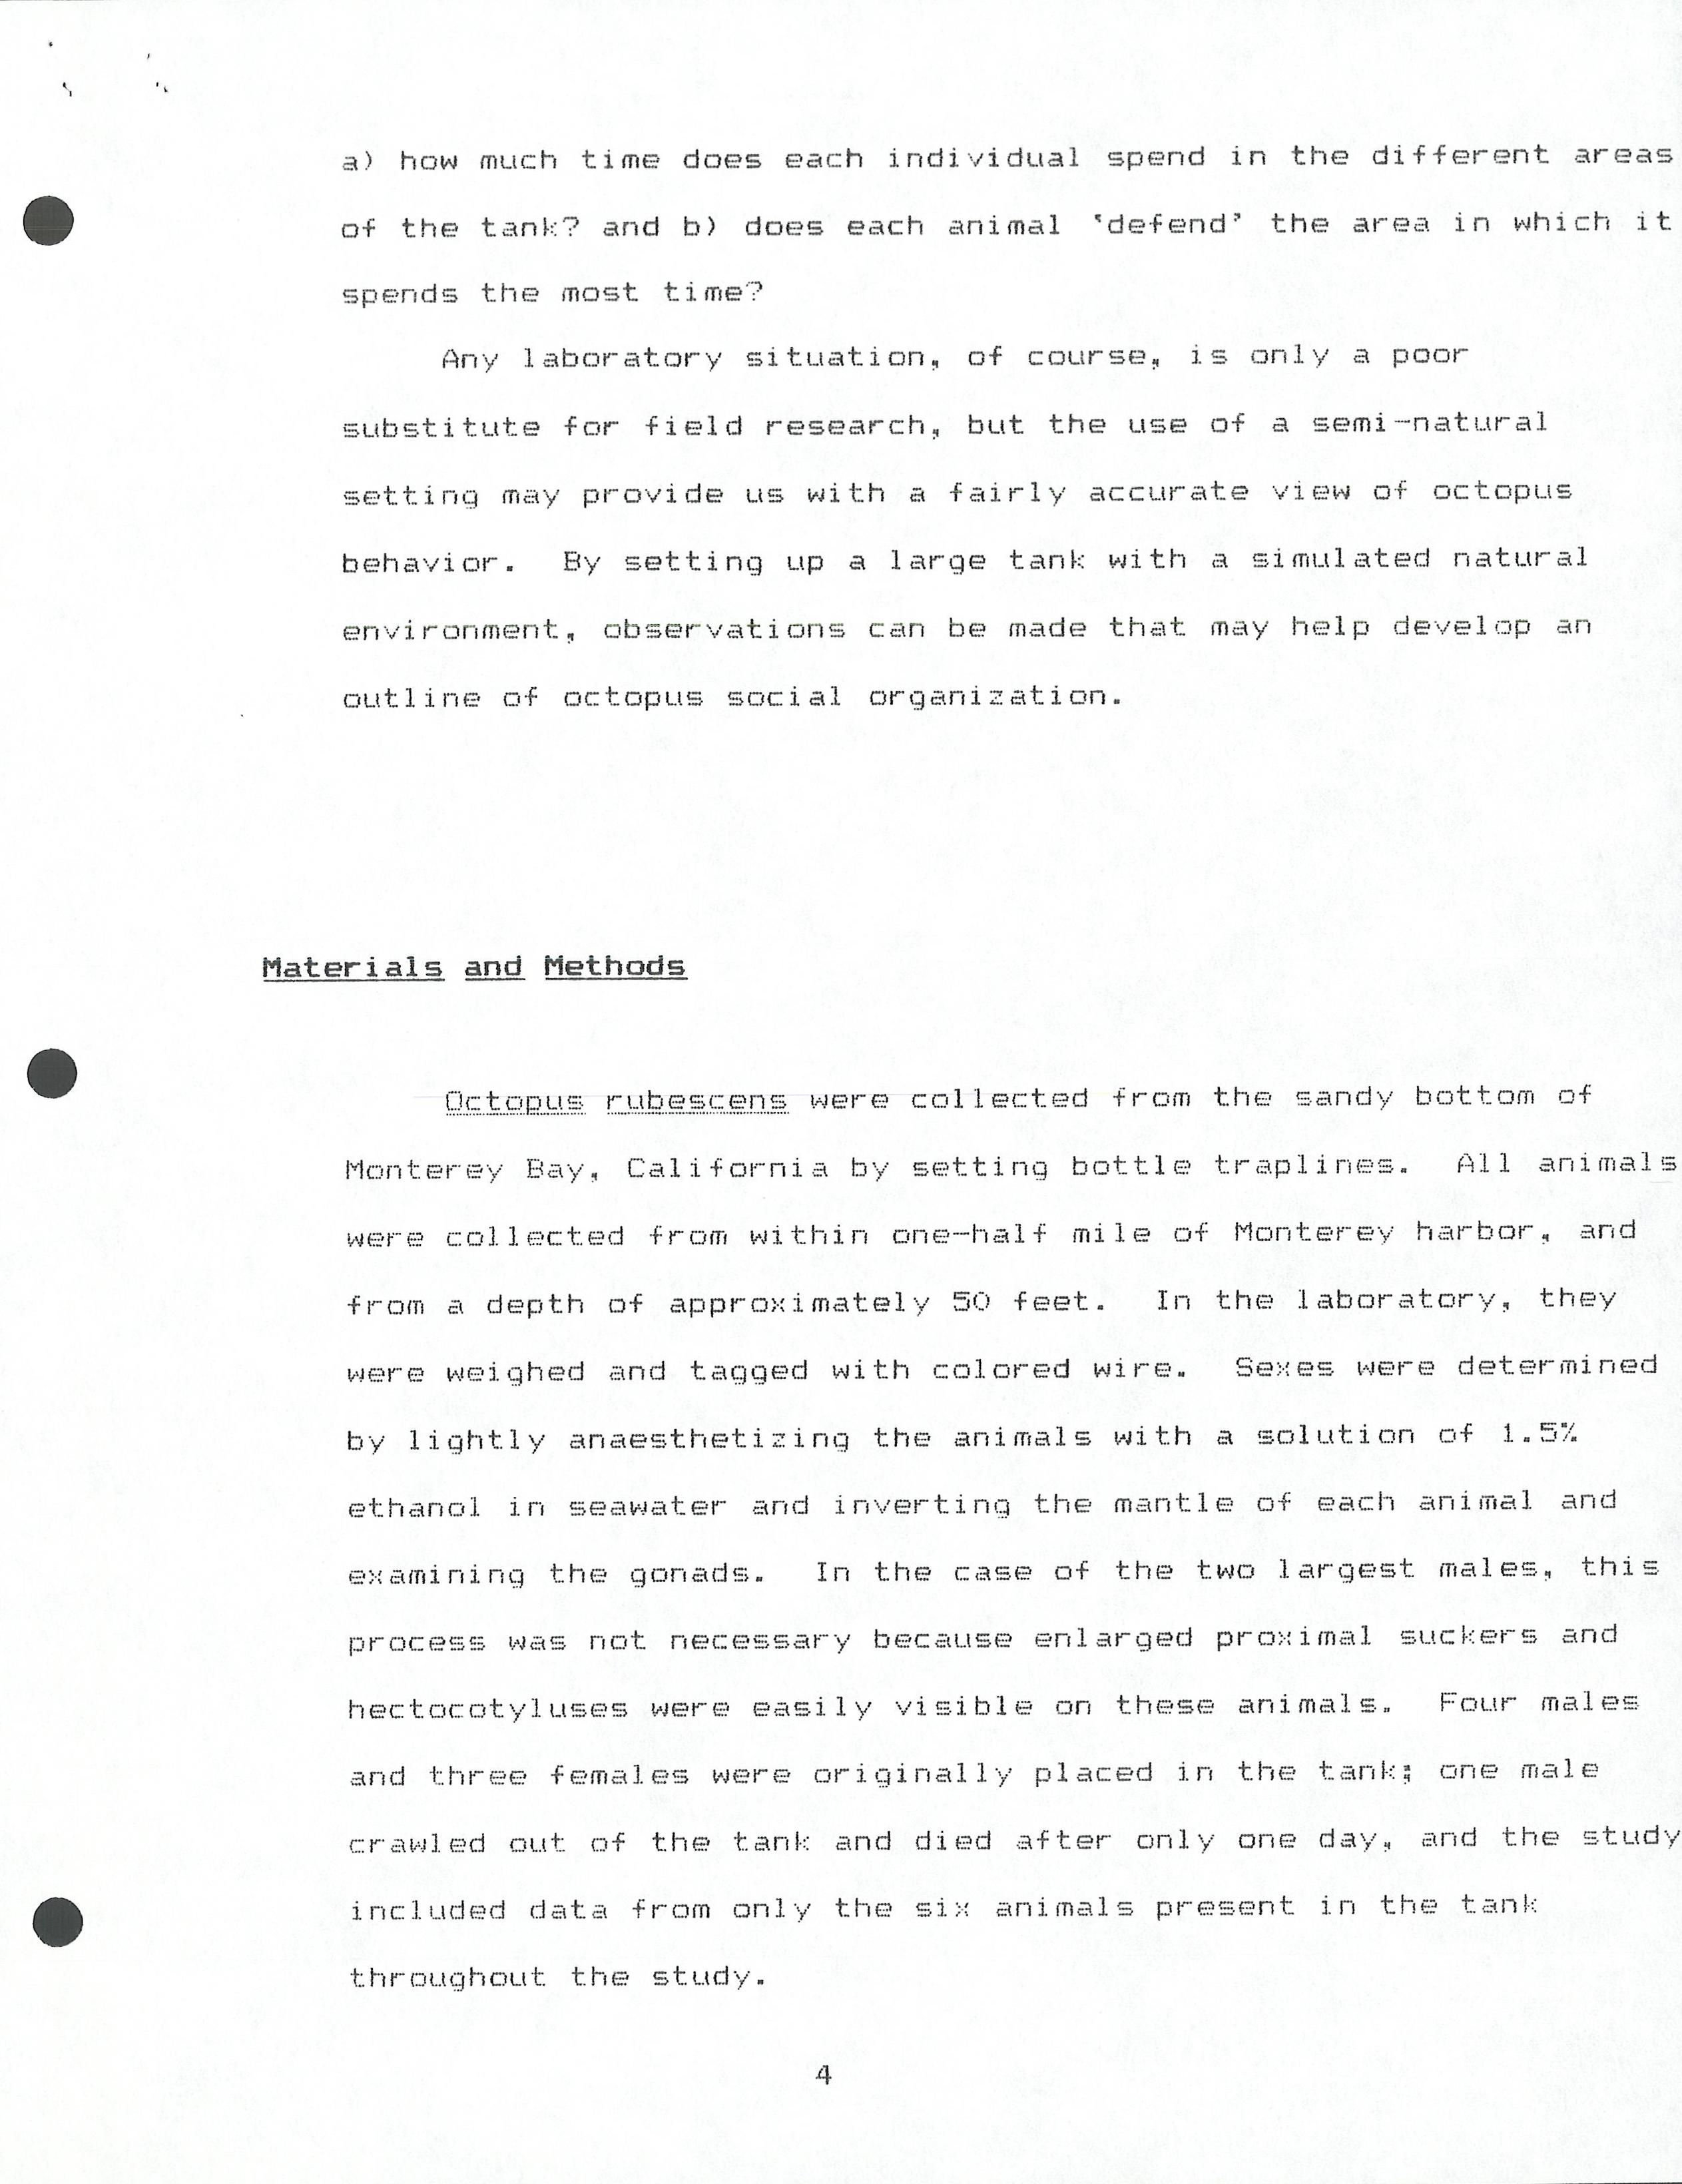 a) how much time does each individual spend in the different areas
of the tank? and b) does each animal 'defend' the area in which it
spends the most time?
Any laboratory situation, of course, is only a poor
substitute for field research, but the use of a semi-natural
setting may provide us with a fairly accurate view of octopus
behavior. By setting up a large tank with a simulated natural
environment, observations can be made that may help develop an
outline of octopus social organization.
Materials and Methods
Octopus rubescens were collected from the sandy bottom of
Monterey Bay, California by setting bottle traplines. All animals
were collected from within one-half mile of Monterey harbor, and
from a depth of approximately 50 feet. In the laboratory, they
were weighed and tagged with colored wire. Sexes were determined
by lightly anaesthetizing the animals with a solution of 1.5%
ethanol in seawater and inverting the mantle of each animal and
examining the gonads. In the case of the two largest males, this
process was not necessary because enlarged proximal suckers and
hectocotyluses were easily visible on these animals. Four males
and three females were originally placed in the tank; one male
crawled out of the tank and died after only one day, and the study
included data from only the six animals present in the tank
throughout the study.
4